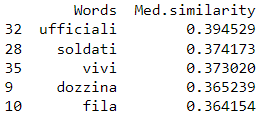 Words Med.similarity
32 ufficiali 0.394529
28 soldati 0.374173
35 vivi 0.373020
9 dozzina 0.365239
10 fila 0.364154